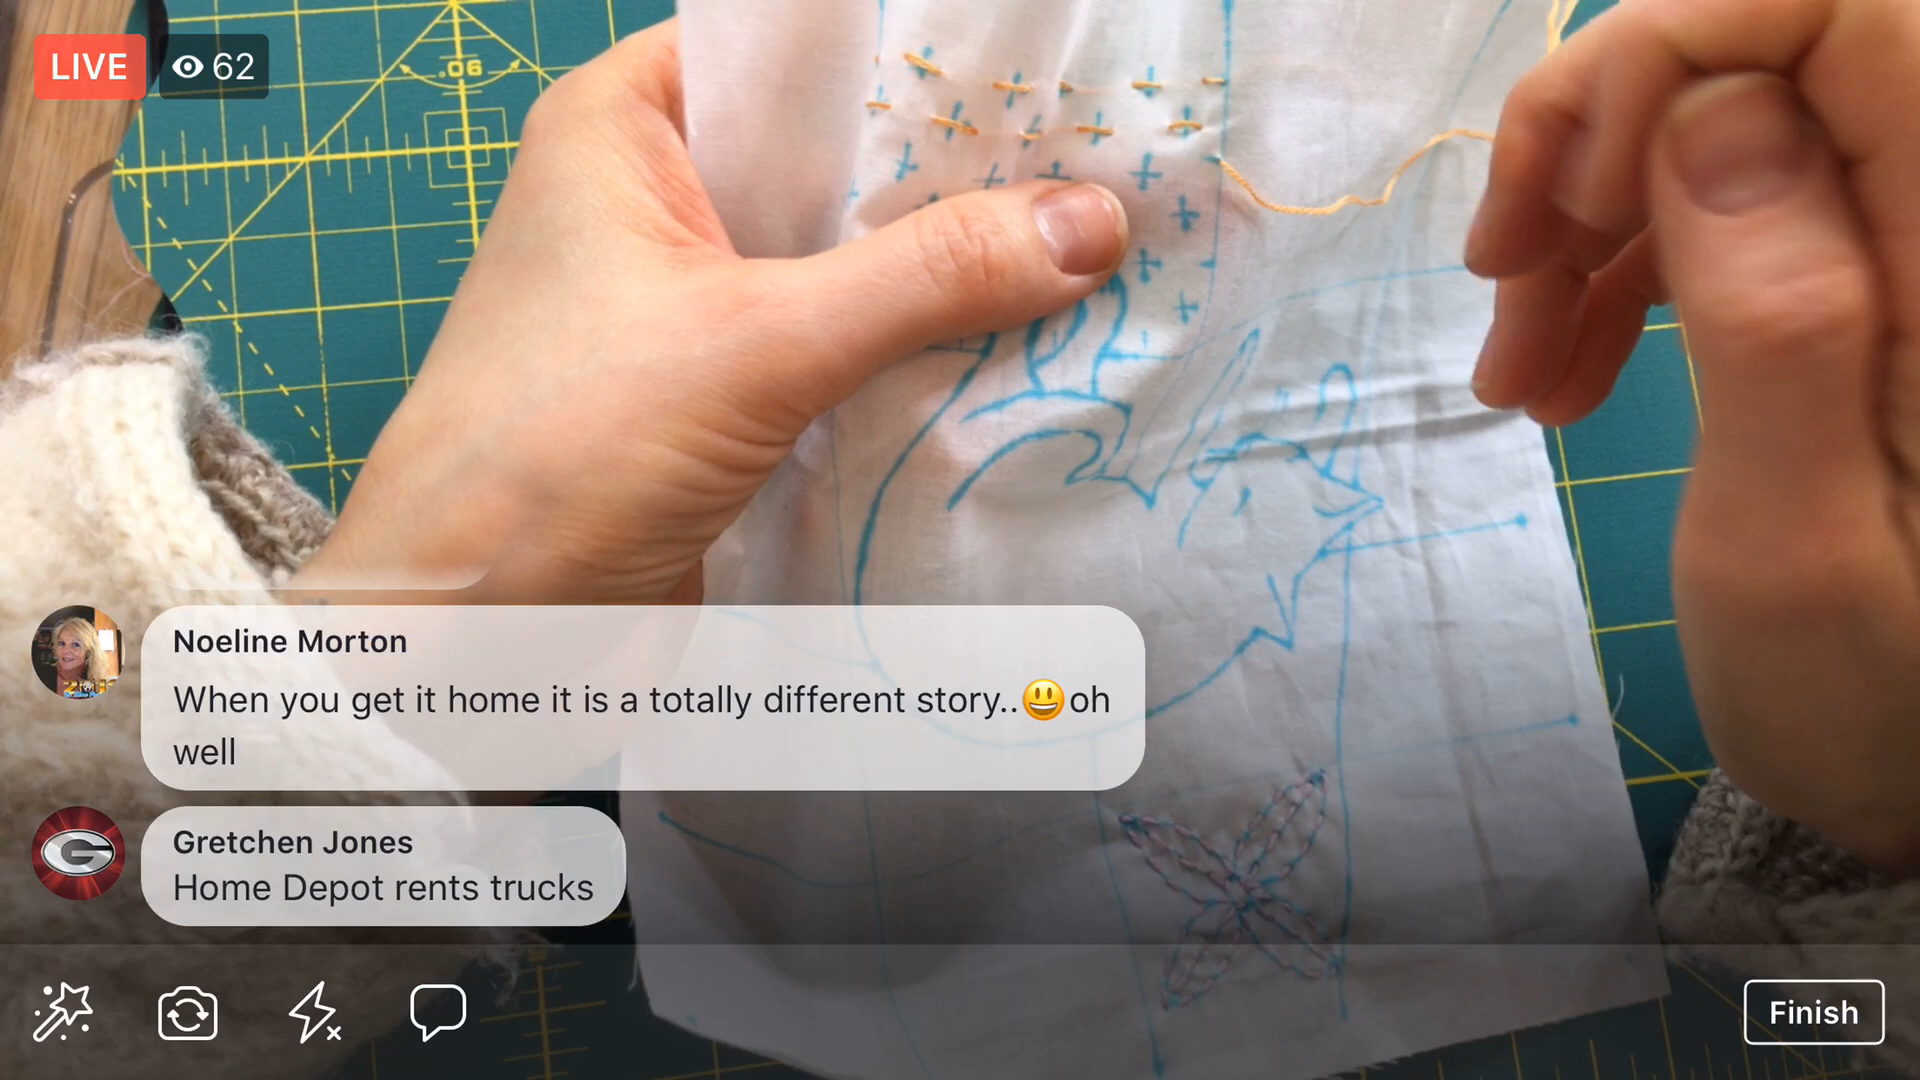 LIVE
62
.06
Noeline Morton
When you get it home it is a totally different story..😃oh
well
G
Gretchen Jones
Home Depot rents trucks
Finish